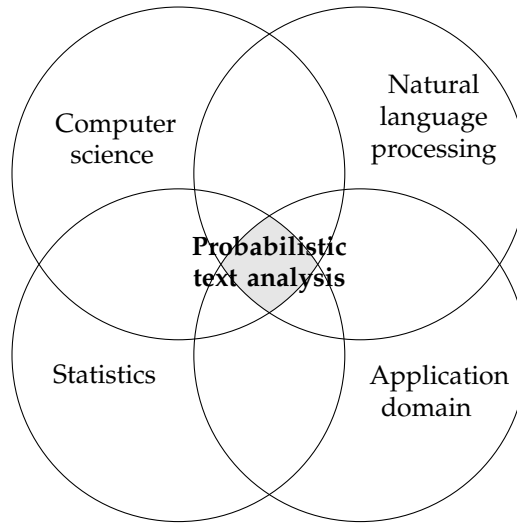 Computer
science
Natural
language
processing
Probabilistic
text analysis
Statistics
Application
domain